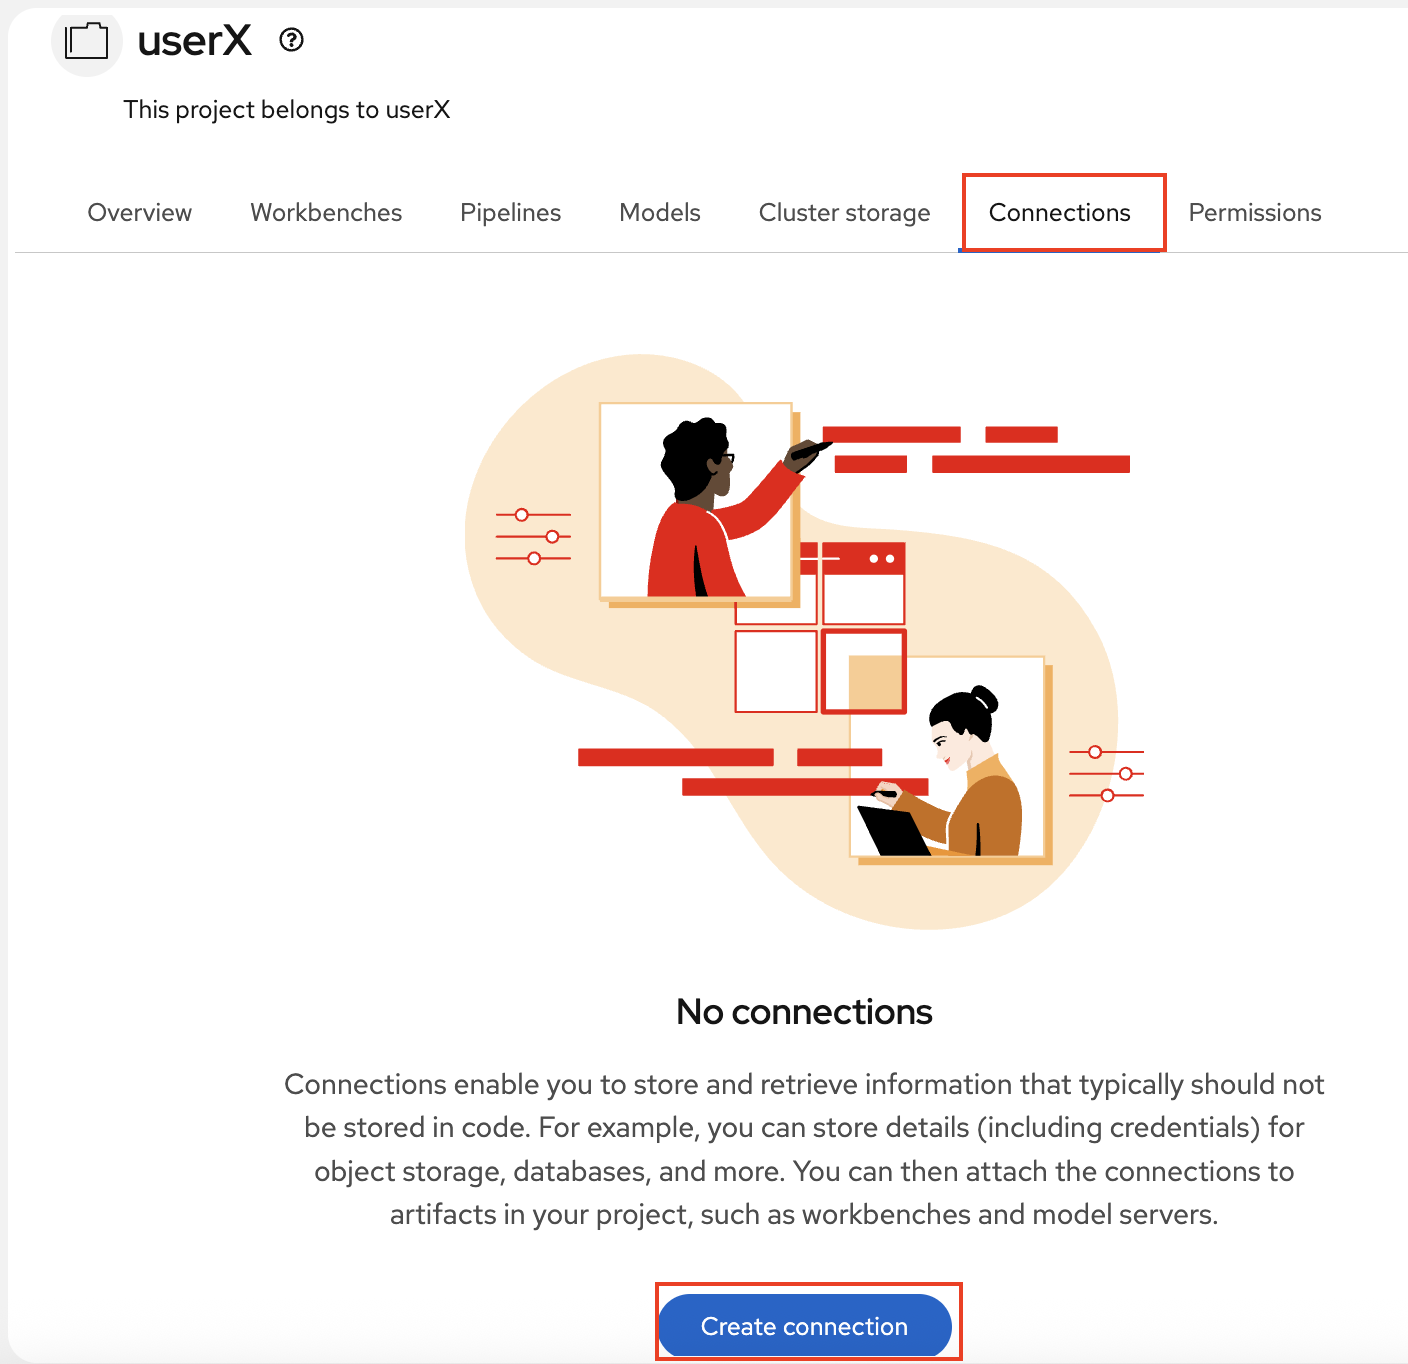 userX
This project belongs to userX
Overview Workbenches Pipelines Models Cluster storage Connections Permissions
No connections
Connections enable you to store and retrieve information that typically should not
be stored in code. For example, you can store details (including credentials) for
object storage, databases, and more. You can then attach the connections to
artifacts in your project, such as workbenches and model servers.
Create connection